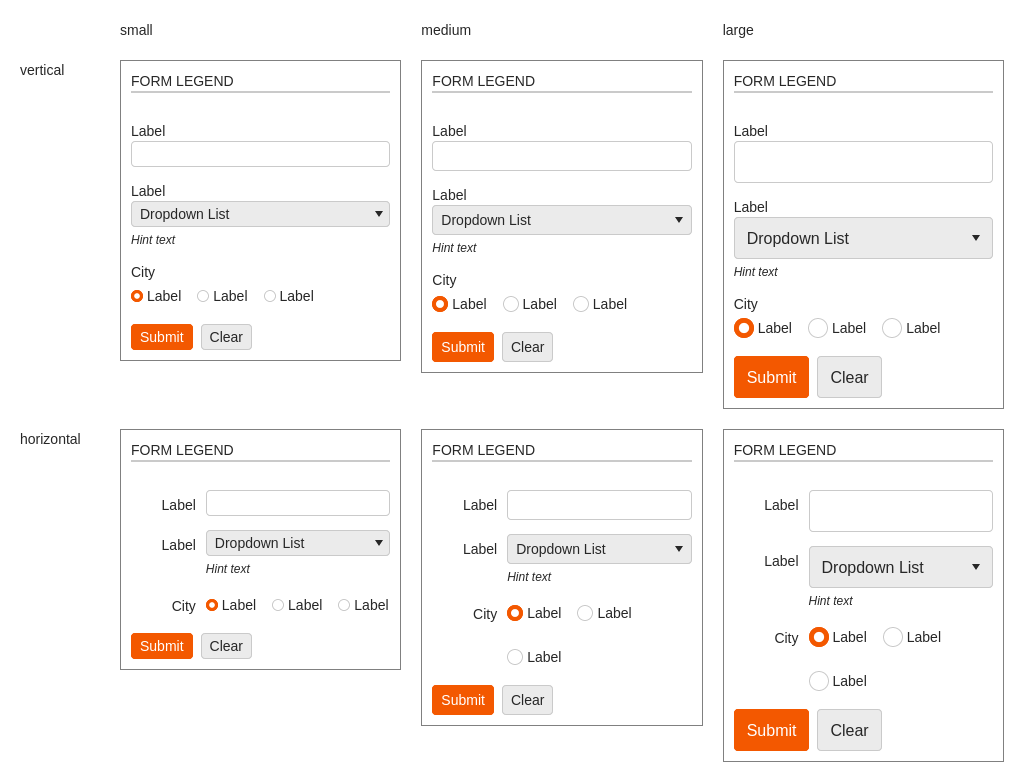 small medium large
vertical
FORM LEGEND
Label
Label
Dropdown List
Hint text
City
Label Label Label
Submit Clear
FORM LEGEND
Label
Label
Dropdown List
Hint text
City
Label Label Label
Submit Clear
FORM LEGEND
Label
Label
Dropdown List
Hint text
City
Label Label Label
Submit Clear
horizontal
FORM LEGEND
Label
Label Dropdown List
Hint text
City Label Label Label
Submit Clear
FORM LEGEND
Label
Label Dropdown List
Hint text
City Label Label
Label
Submit Clear
FORM LEGEND
Label
Label Dropdown List
Hint text
City Label Label
Label
Submit Clear